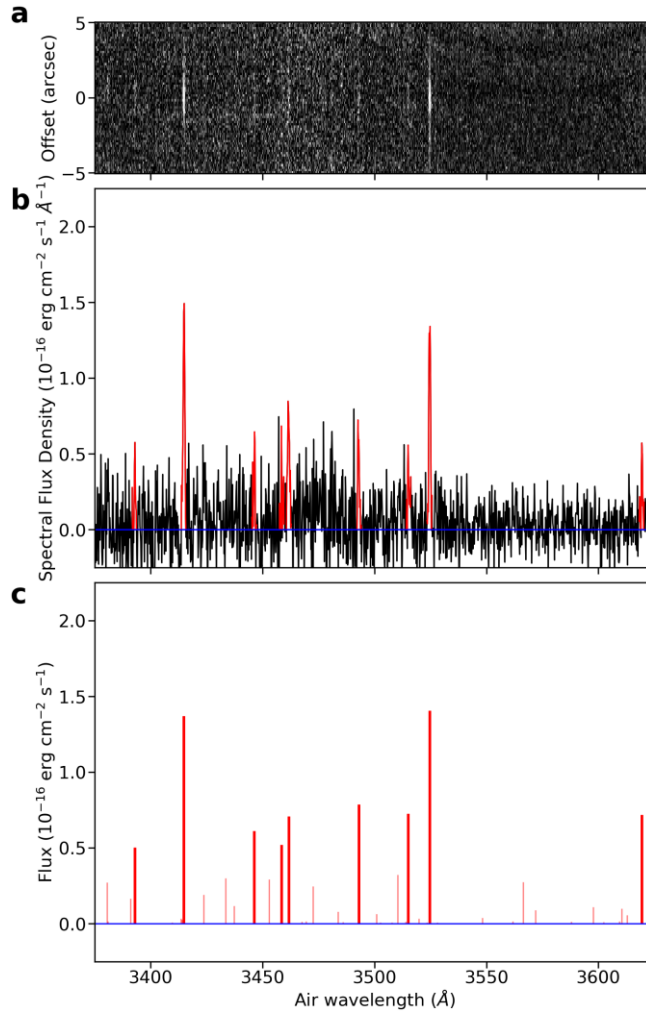 a
5
0
−5
Offset (arcsec)
b
2.0
1.5
1.0
0.5
0.0
Spectral Flux Density (10⁻¹⁶ erg cm⁻² s⁻¹ Å⁻¹)
c
2.0
1.5
1.0
0.5
0.0
Flux (10⁻¹⁶ erg cm⁻² s⁻¹)
3400 3450 3500 3550 3600
Air wavelength (Å)